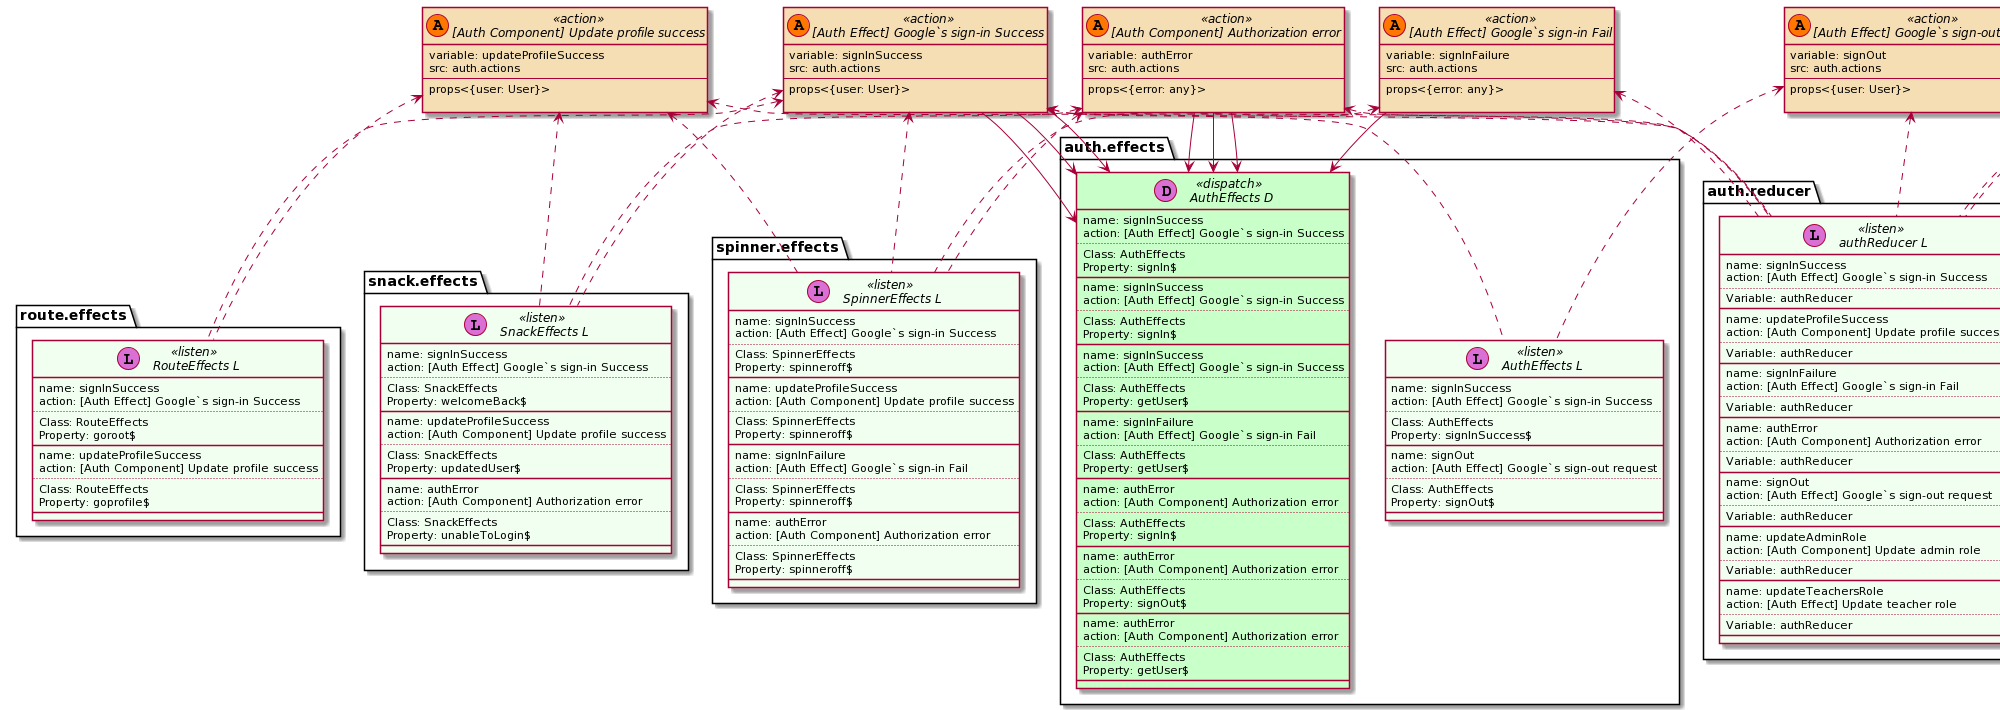 A
«action»
[Auth Component] Update profile success
variable: updateProfileSuccess
src: auth.actions
props<{user: User}>
A
«action»
[Auth Effect] Google`s sign-in Success
variable: signInSuccess
src: auth.actions
props<{user: User}>
A
«action»
[Auth Component] Authorization error
variable: authError
src: auth.actions
props<{error: any}>
A
«action»
[Auth Effect] Google`s sign-in Fail
variable: signInFailure
src: auth.actions
props<{error: any}>
A
«action»
[Auth Effect] Google`s sign-out
variable: signOut
src: auth.actions
props<{user: User}>
route.effects
L
«listen»
RouteEffects L
name: signInSuccess
action: [Auth Effect] Google`s sign-in Success
Class: RouteEffects
Property: goroot$
name: updateProfileSuccess
action: [Auth Component] Update profile success
Class: RouteEffects
Property: goprofile$
snack.effects
L
«listen»
SnackEffects L
name: signInSuccess
action: [Auth Effect] Google`s sign-in Success
Class: SnackEffects
Property: welcomeBack$
name: updateProfileSuccess
action: [Auth Component] Update profile success
Class: SnackEffects
Property: updatedUser$
name: authError
action: [Auth Component] Authorization error
Class: SnackEffects
Property: unableToLogin$
spinner.effects
L
«listen»
SpinnerEffects L
name: signInSuccess
action: [Auth Effect] Google`s sign-in Success
Class: SpinnerEffects
Property: spinneroff$
name: updateProfileSuccess
action: [Auth Component] Update profile success
Class: SpinnerEffects
Property: spinneroff$
name: signInFailure
action: [Auth Effect] Google`s sign-in Fail
Class: SpinnerEffects
Property: spinneroff$
name: authError
action: [Auth Component] Authorization error
Class: SpinnerEffects
Property: spinneroff$
auth.effects
D
«dispatch»
AuthEffects D
name: signInSuccess
action: [Auth Effect] Google`s sign-in Success
Class: AuthEffects
Property: signIn$
name: signInSuccess
action: [Auth Effect] Google`s sign-in Success
Class: AuthEffects
Property: signIn$
name: signInSuccess
action: [Auth Effect] Google`s sign-in Success
Class: AuthEffects
Property: getUser$
name: signInFailure
action: [Auth Effect] Google`s sign-in Fail
Class: AuthEffects
Property: getUser$
name: authError
action: [Auth Component] Authorization error
Class: AuthEffects
Property: signIn$
name: authError
action: [Auth Component] Authorization error
Class: AuthEffects
Property: signOut$
name: authError
action: [Auth Component] Authorization error
Class: AuthEffects
Property: getUser$
L
«listen»
AuthEffects L
name: signInSuccess
action: [Auth Effect] Google`s sign-in Success
Class: AuthEffects
Property: signInSuccess$
name: signOut
action: [Auth Effect] Google`s sign-out request
Class: AuthEffects
Property: signOut$
auth.reducer
L
«listen»
authReducer L
name: signInSuccess
action: [Auth Effect] Google`s sign-in Success
Variable: authReducer
name: updateProfileSuccess
action: [Auth Component] Update profile success
Variable: authReducer
name: signInFailure
action: [Auth Effect] Google`s sign-in Fail
Variable: authReducer
name: authError
action: [Auth Component] Authorization error
Variable: authReducer
name: signOut
action: [Auth Effect] Google`s sign-out request
Variable: authReducer
name: updateAdminRole
action: [Auth Component] Update admin role
Variable: authReducer
name: updateTeachersRole
action: [Auth Effect] Update teacher role
Variable: authReducer